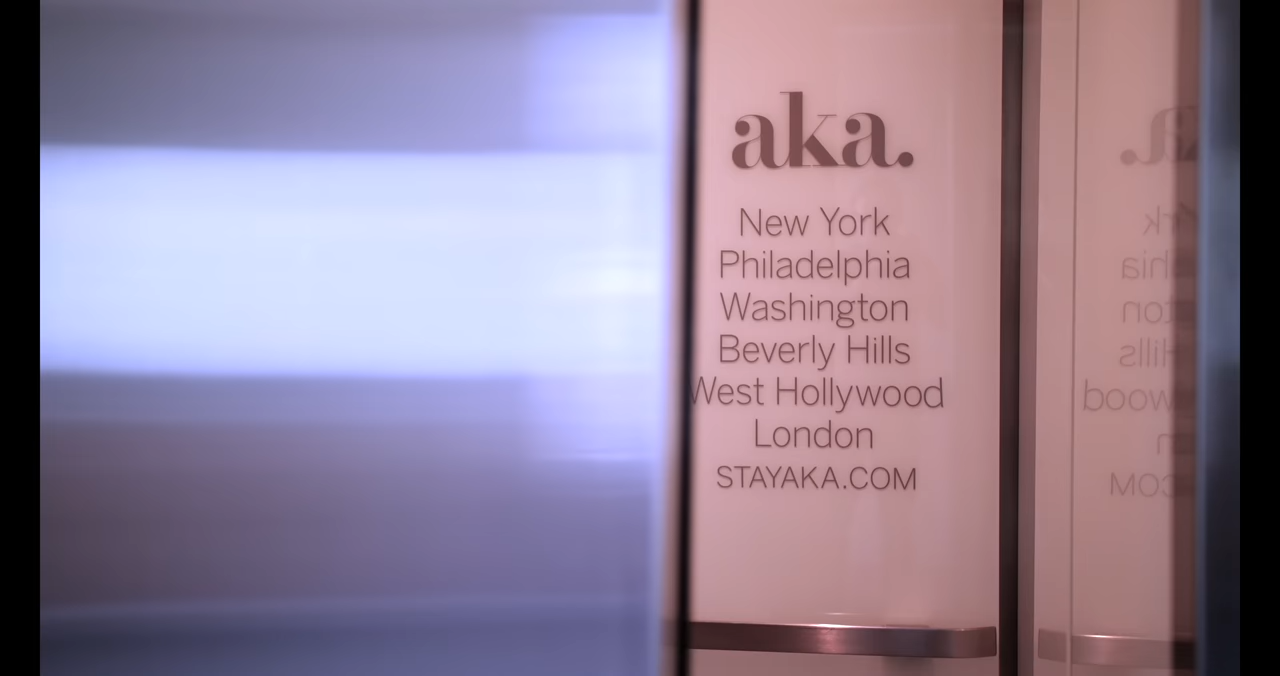 aka.
New York
Philadelphia
Washington
Beverly Hills
West Hollywood
London
STAYAKA.COM